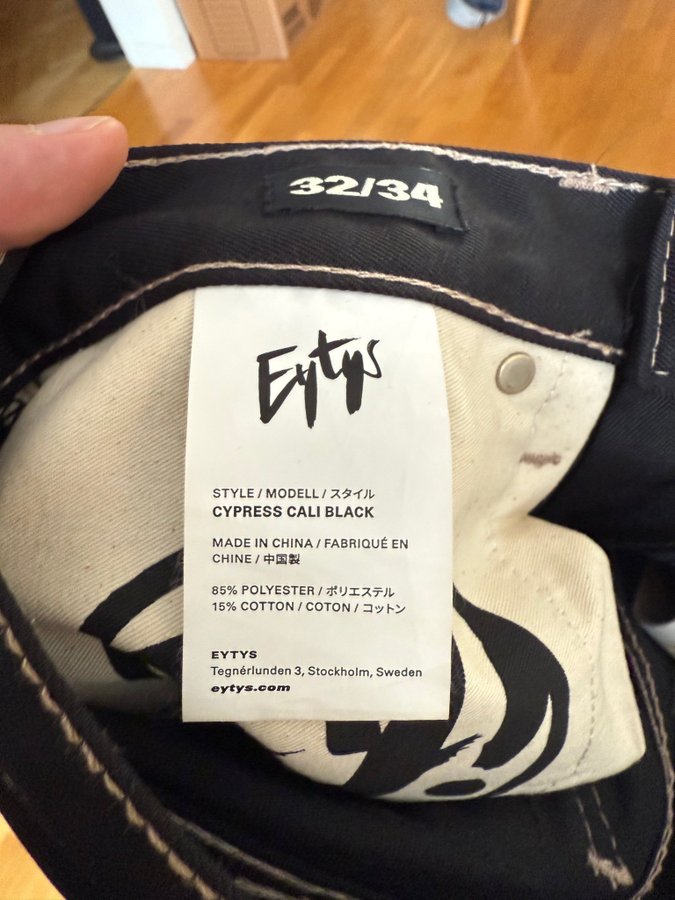 32/34
Eytys
STYLE / MODELL / スタイル
CYPRESS CALI BLACK
MADE IN CHINA / FABRIQUÉ EN
CHINE / 中国製
85% POLYESTER / ポリエステル
15% COTTON / COTON / コットン
EYTYS
Tegnérlunden 3, Stockholm, Sweden
eytys.com